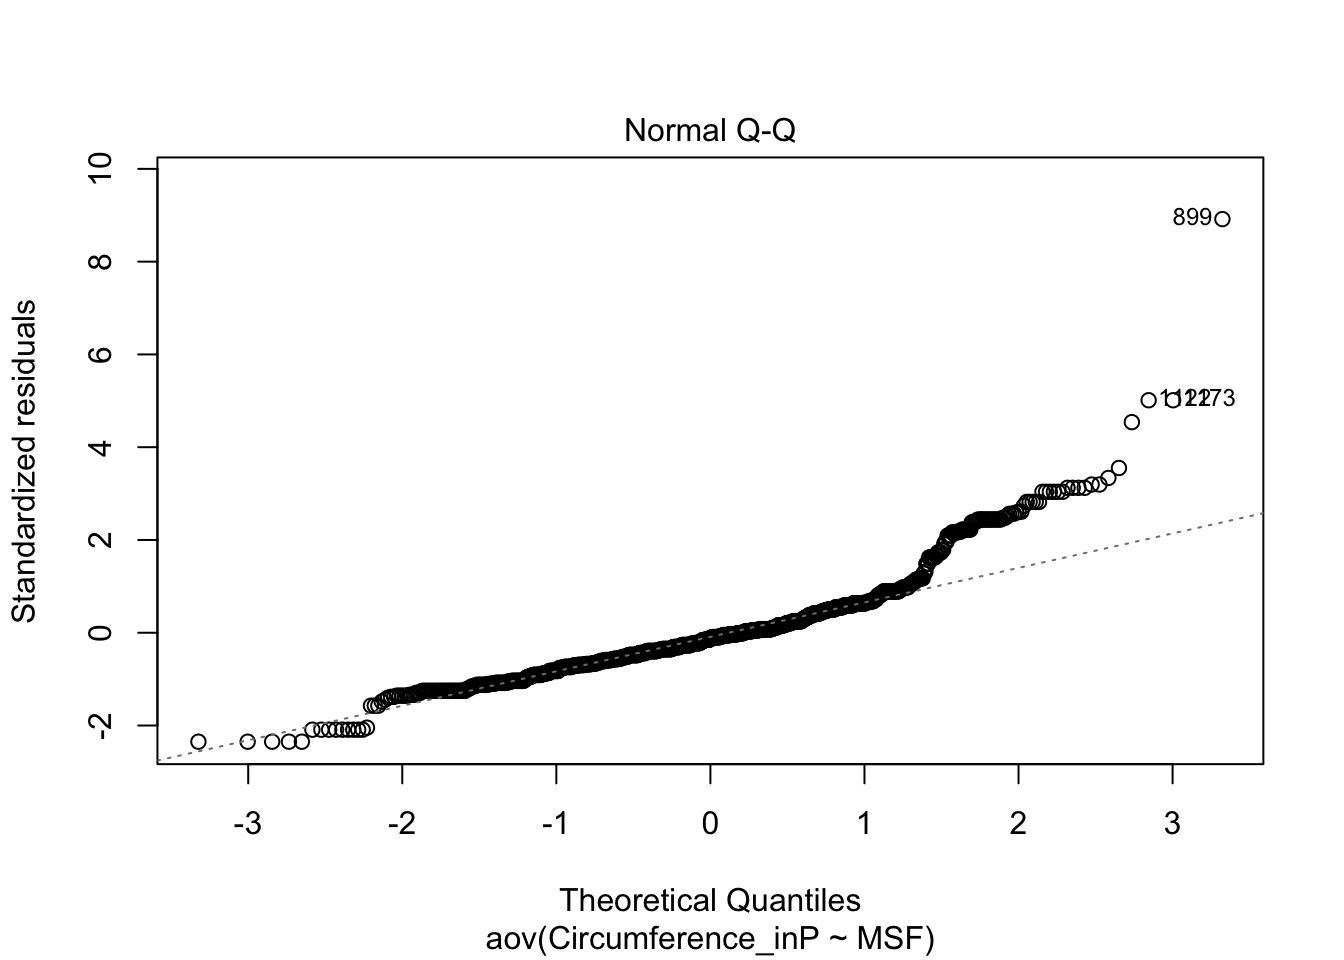 Normal Q-Q
Standardized residuals
10
8
6
4
2
0
-2
899
-3 -2 -1 0 1 2 3
Theoretical Quantiles
aov(Circumference_inP ~ MSF)